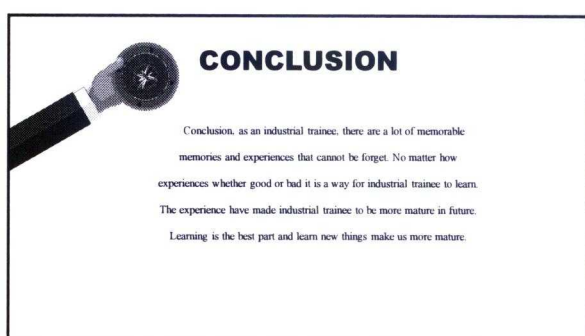 CONCLUSION
Conclusion, as an industrial trainee, there are a lot of memorable
memories and experiences that cannot be forget. No matter how
experiences whether good or bad it is a way for industrial trainee to learn.
The experience have made industrial trainee to be more mature in future.
Learning is the best part and learn new things make us more mature.